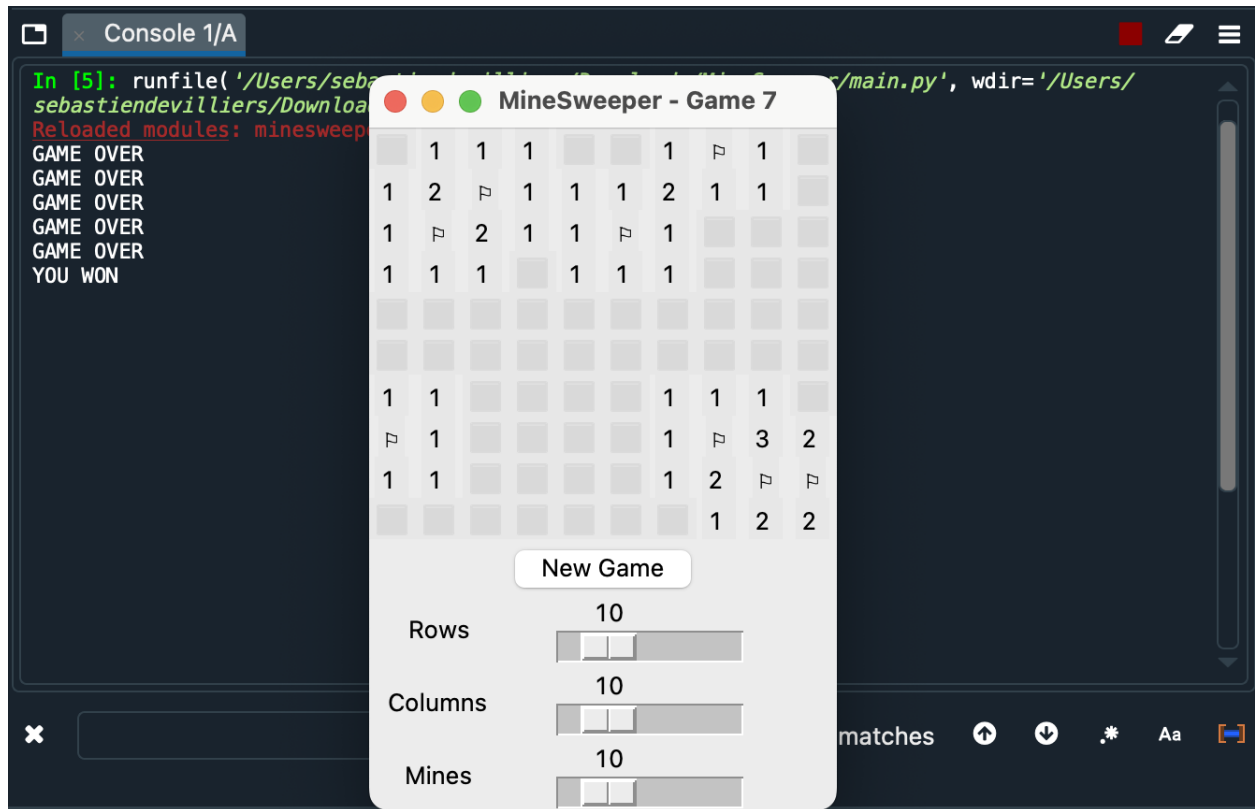 Console 1/A
In [5]: runfile('/Users/seba /main.py', wdir='/Users/
sebastiendevilliers/Downloa
Reloaded modules: minesweepe
GAME OVER
GAME OVER
GAME OVER
GAME OVER
GAME OVER
YOU WON
MineSweeper - Game 7
1 1 1 1 1
1 2 1 1 1 2 1 1
1 2 1 1 1
1 1 1 1 1 1
1 1 1 1 1
1 1 3 2
1 1 1 2
1 2 2
New Game
10
Rows
10
Columns
10
Mines
matches
.* Aa